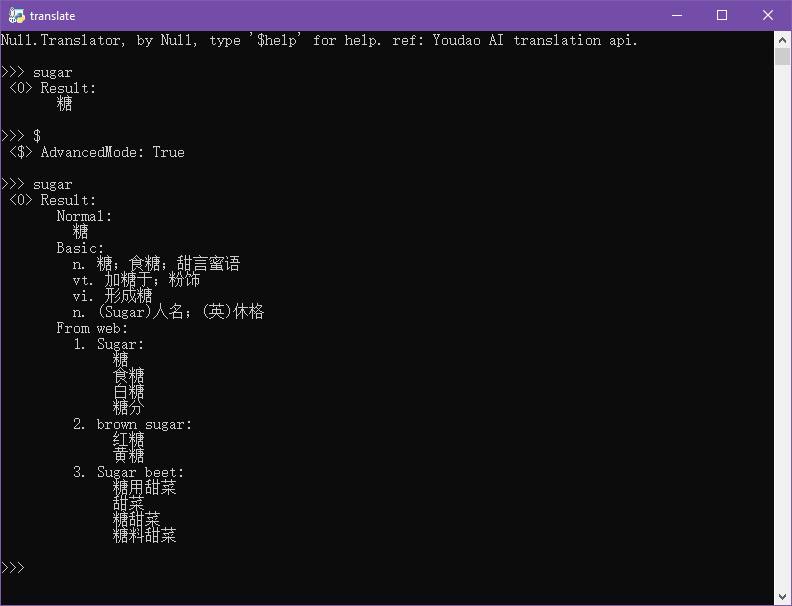 translate
Null.Translator, by Null, type '$help' for help. ref: Youdao AI translation api.
>>> sugar
<0> Result:
糖
>>> $
<$> AdvancedMode: True
>>> sugar
<0> Result:
Normal:
糖
Basic:
n. 糖；食糖；甜言蜜语
vt. 加糖于；粉饰
vi. 形成糖
n. (Sugar)人名；(英)休格
From web:
1. Sugar:
糖
食糖
白糖
糖分
2. brown sugar:
红糖
黄糖
3. Sugar beet:
糖用甜菜
甜菜
糖甜菜
糖料甜菜
>>>